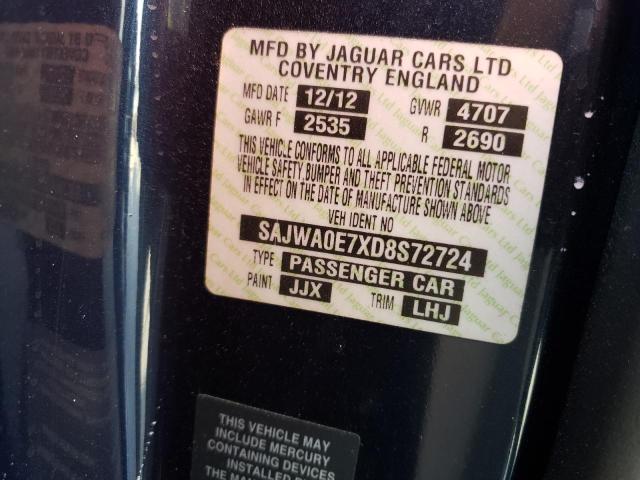 MFD BY JAGUAR CARS LTD
COVENTRY ENGLAND
MFD DATE 12/12 GVWR 4707
GAWR F 2535 R 2690
THIS VEHICLE CONFORMS TO ALL APPLICABLE FEDERAL MOTOR
VEHICLE SAFETY, BUMPER AND THEFT PREVENTION STANDARDS
IN EFFECT ON THE DATE OF MANUFACTURE SHOWN ABOVE
VEH IDENT NO
SAJWA0E7XD8S72724
TYPE PASSENGER CAR
PAINT JJX TRIM LHJ
THIS VEHICLE MAY
INCLUDE MERCURY
CONTAINING DEVICES
INSTALLED
THE